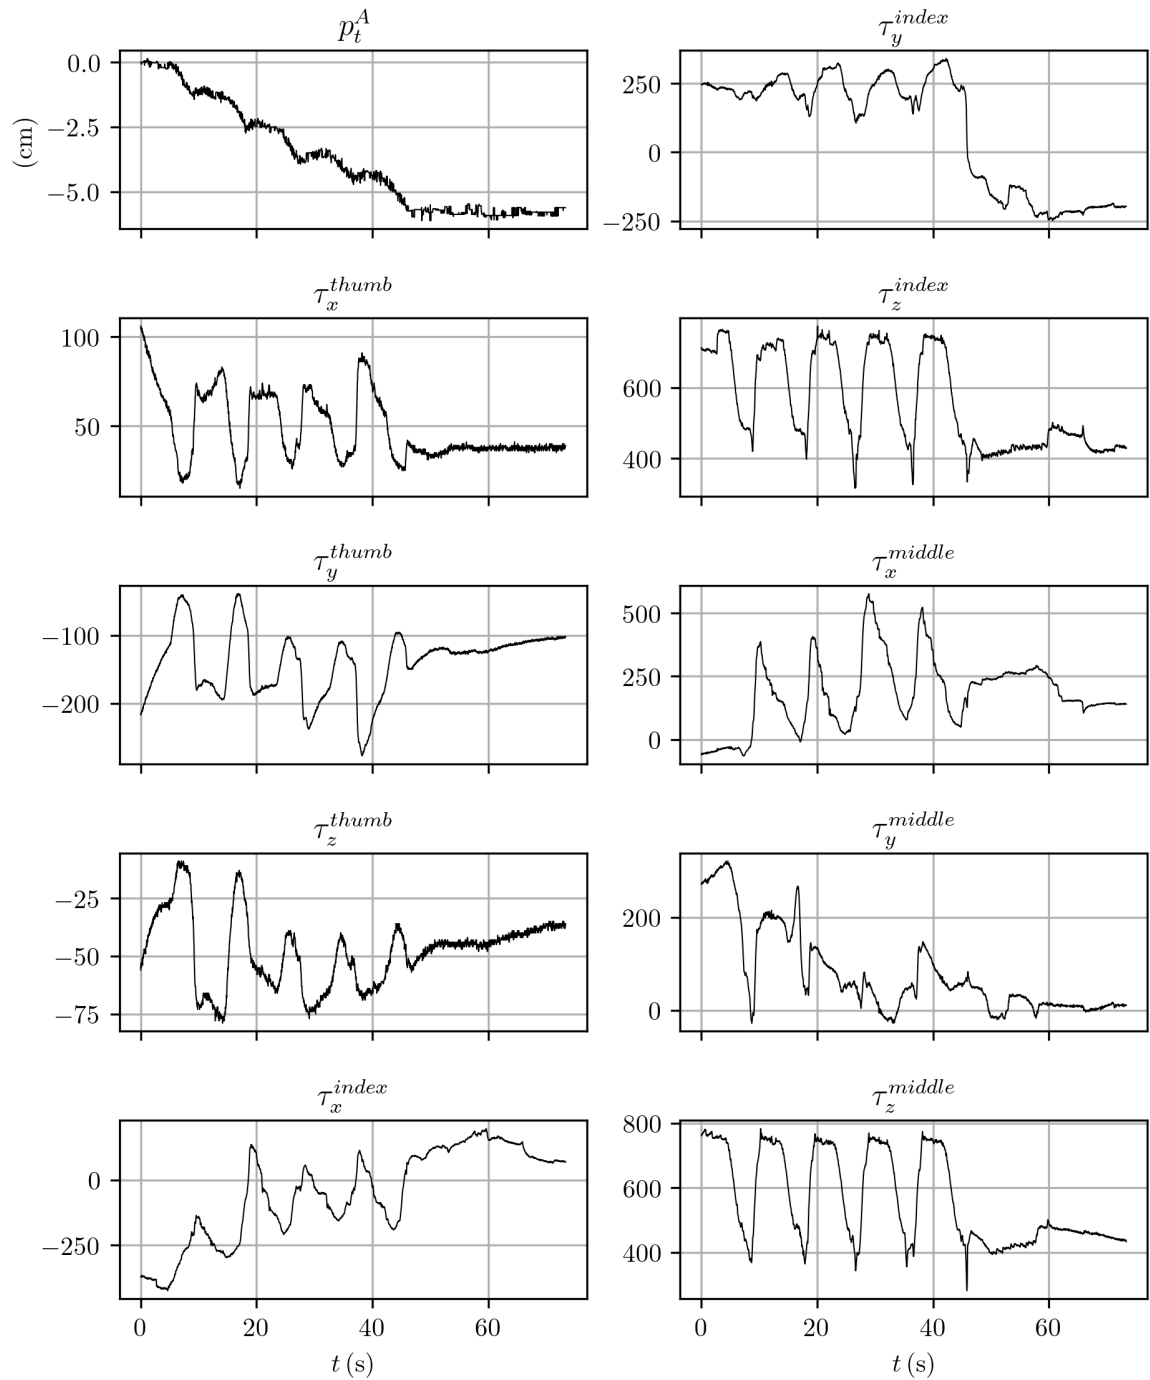 p_t^A
τ_y^{index}
0.0
−2.5
−5.0
(cm)
250
0
−250
τ_x^{thumb}
τ_z^{index}
100
50
600
400
τ_y^{thumb}
τ_x^{middle}
−100
−200
500
250
0
τ_z^{thumb}
τ_y^{middle}
−25
−50
−75
200
0
τ_x^{index}
τ_z^{middle}
0
−250
800
600
400
0 20 40 60
0 20 40 60
t (s)
t (s)